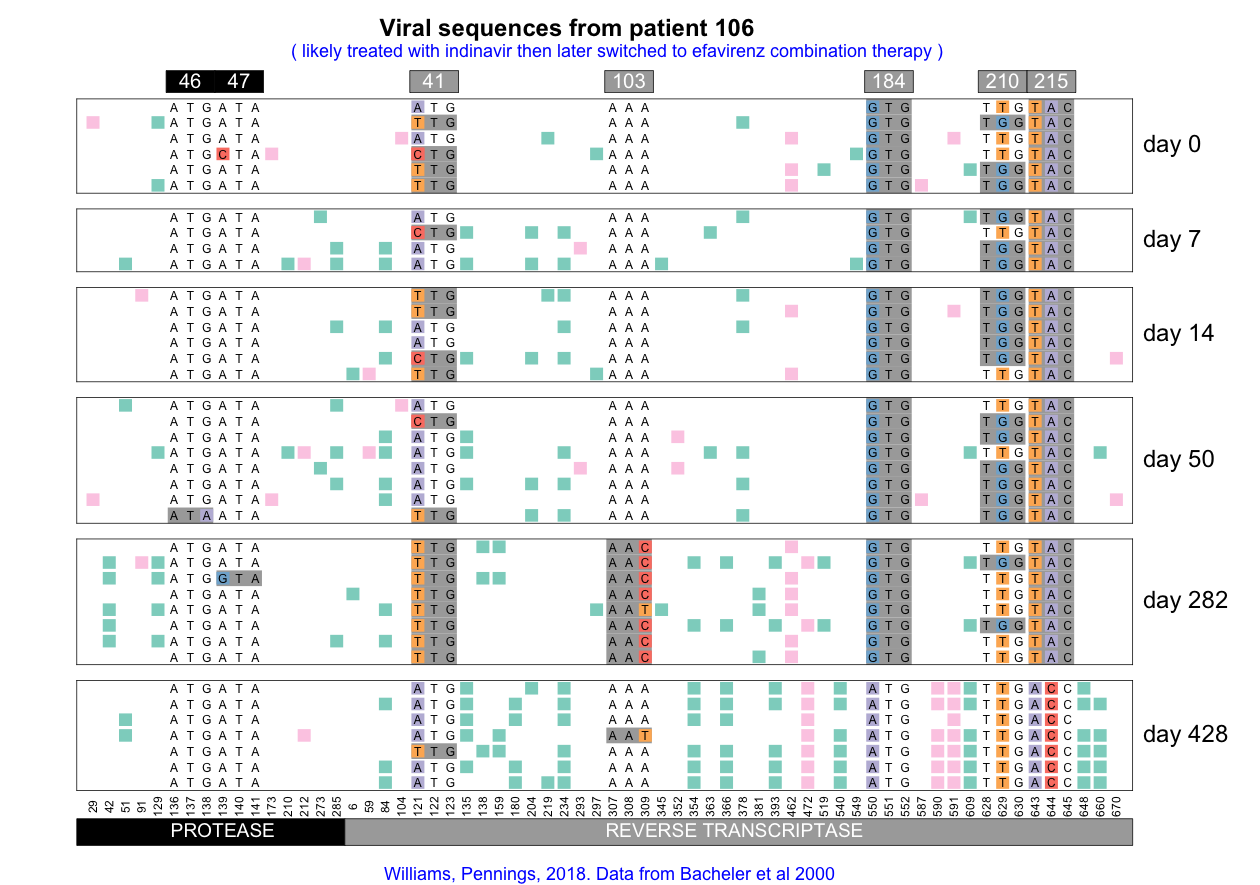 Viral sequences from patient 106
( likely treated with indinavir then later switched to efavirenz combination therapy )
46 47 41 103 184 210 215
A T G A T A A T G A A A G T G T T G T A C
A T G A T A T T G A A A G T G T G G T A C
A T G A T A A T G A A A G T G T T G T A C
A T G C T A C T G A A A G T G T T G T A C
A T G A T A T T G A A A G T G T G G T A C
A T G A T A T T G A A A G T G T G G T A C
day 0
A T G A T A A T G A A A G T G T G G T A C
A T G A T A C T G A A A G T G T T G T A C
A T G A T A A T G A A A G T G T G G T A C
A T G A T A A T G A A A G T G T G G T A C
day 7
A T G A T A T T G A A A G T G T G G T A C
A T G A T A T T G A A A G T G T G G T A C
A T G A T A A T G A A A G T G T G G T A C
A T G A T A A T G A A A G T G T G G T A C
A T G A T A C T G A A A G T G T G G T A C
A T G A T A T T G A A A G T G T T G T A C
day 14
A T G A T A A T G A A A G T G T T G T A C
A T G A T A C T G A A A G T G T G G T A C
A T G A T A A T G A A A G T G T G G T A C
A T G A T A A T G A A A G T G T T G T A C
A T G A T A A T G A A A G T G T G G T A C
A T G A T A A T G A A A G T G T G G T A C
A T G A T A A T G A A A G T G T G G T A C
A T A A T A T T G A A A G T G T G G T A C
day 50
A T G A T A T T G A A C G T G T T G T A C
A T G A T A T T G A A C G T G T G G T A C
A T G G T A T T G A A C G T G T T G T A C
A T G A T A T T G A A C G T G T T G T A C
A T G A T A T T G A A T G T G T T G T A C
A T G A T A T T G A A C G T G T G G T A C
A T G A T A T T G A A C G T G T T G T A C
A T G A T A T T G A A C G T G T T G T A C
day 282
A T G A T A A T G A A A A T G T T G A C C
A T G A T A A T G A A A A T G T T G A C C
A T G A T A A T G A A A A T G T T G A C C
A T G A T A A T G A A T A T G T T G A C C
A T G A T A T T G A A A A T G T T G A C C
A T G A T A A T G A A A A T G T T G A C C
A T G A T A A T G A A A A T G T T G A C C
day 428
29 42 51 91 129 136 137 138 139 140 141 173 210 212 273 285 6 59 84 104 121 122 123 135 138 159 180 204 219 234 293 297 307 308 309 345 352 354 363 366 378 381 393 462 472 519 540 549 550 551 552 587 590 591 609 628 629 630 643 644 645 648 660 670
PROTEASE REVERSE TRANSCRIPTASE
Williams, Pennings, 2018. Data from Bacheler et al 2000